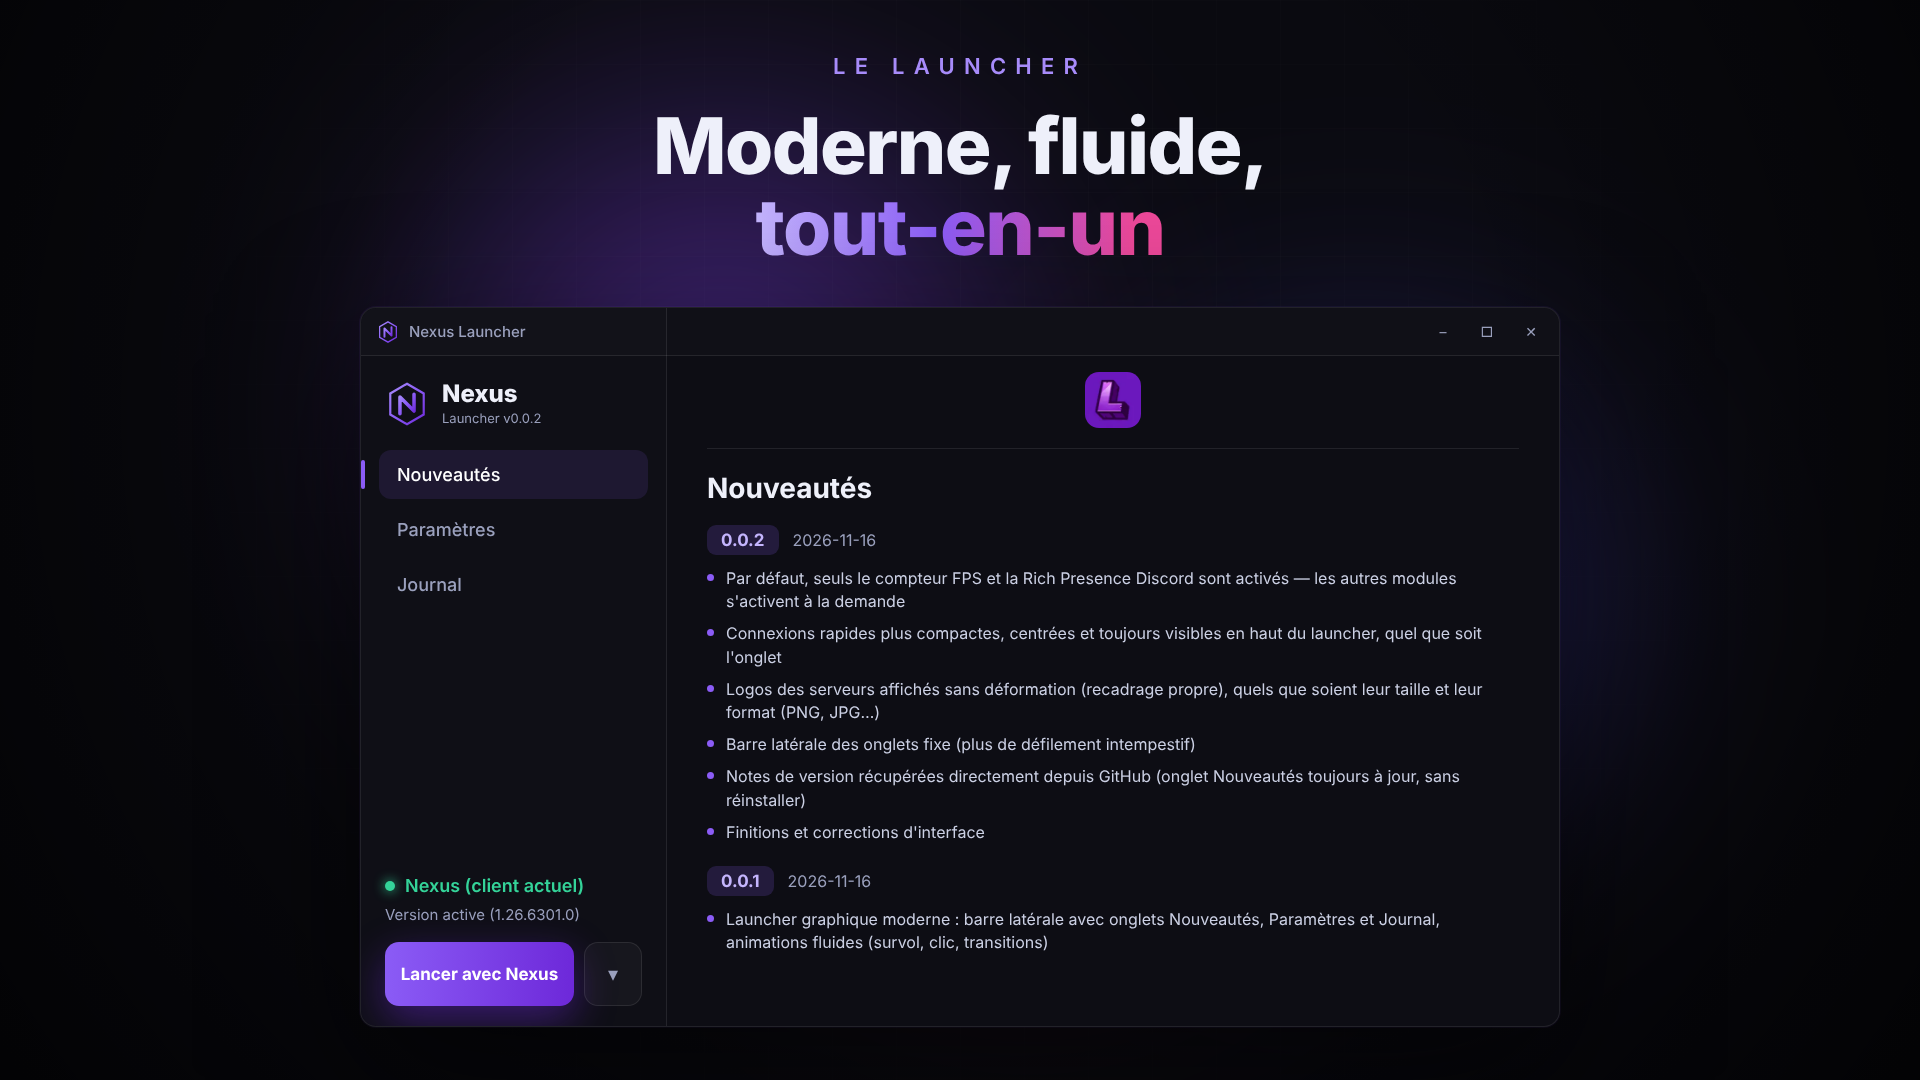 LE LAUNCHER
Moderne, fluide,
tout-en-un
Nexus Launcher
Nexus
Launcher v0.0.2
Nouveautés
Paramètres
Journal
Nexus (client actuel)
Version active (1.26.6301.0)
Lancer avec Nexus
L
Nouveautés
0.0.2 2026-11-16
Par défaut, seuls le compteur FPS et la Rich Presence Discord sont activés — les autres modules
s'activent à la demande
Connexions rapides plus compactes, centrées et toujours visibles en haut du launcher, quel que soit
l'onglet
Logos des serveurs affichés sans déformation (recadrage propre), quels que soient leur taille et leur
format (PNG, JPG…)
Barre latérale des onglets fixe (plus de défilement intempestif)
Notes de version récupérées directement depuis GitHub (onglet Nouveautés toujours à jour, sans
réinstaller)
Finitions et corrections d'interface
0.0.1 2026-11-16
Launcher graphique moderne : barre latérale avec onglets Nouveautés, Paramètres et Journal,
animations fluides (survol, clic, transitions)